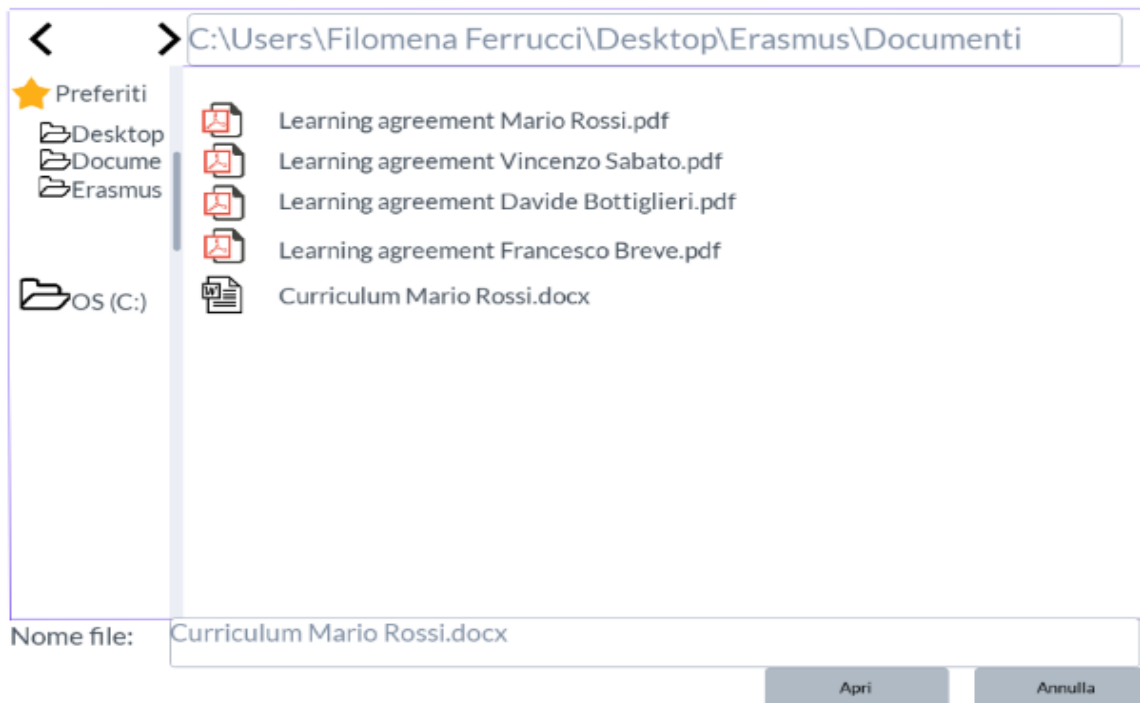 C:\Users\Filomena Ferrucci\Desktop\Erasmus\Documenti
Preferiti
Desktop
Docume
Erasmus
OS (C:)
Learning agreement Mario Rossi.pdf
Learning agreement Vincenzo Sabato.pdf
Learning agreement Davide Bottiglieri.pdf
Learning agreement Francesco Breve.pdf
Curriculum Mario Rossi.docx
Nome file:
Curriculum Mario Rossi.docx
Apri
Annulla